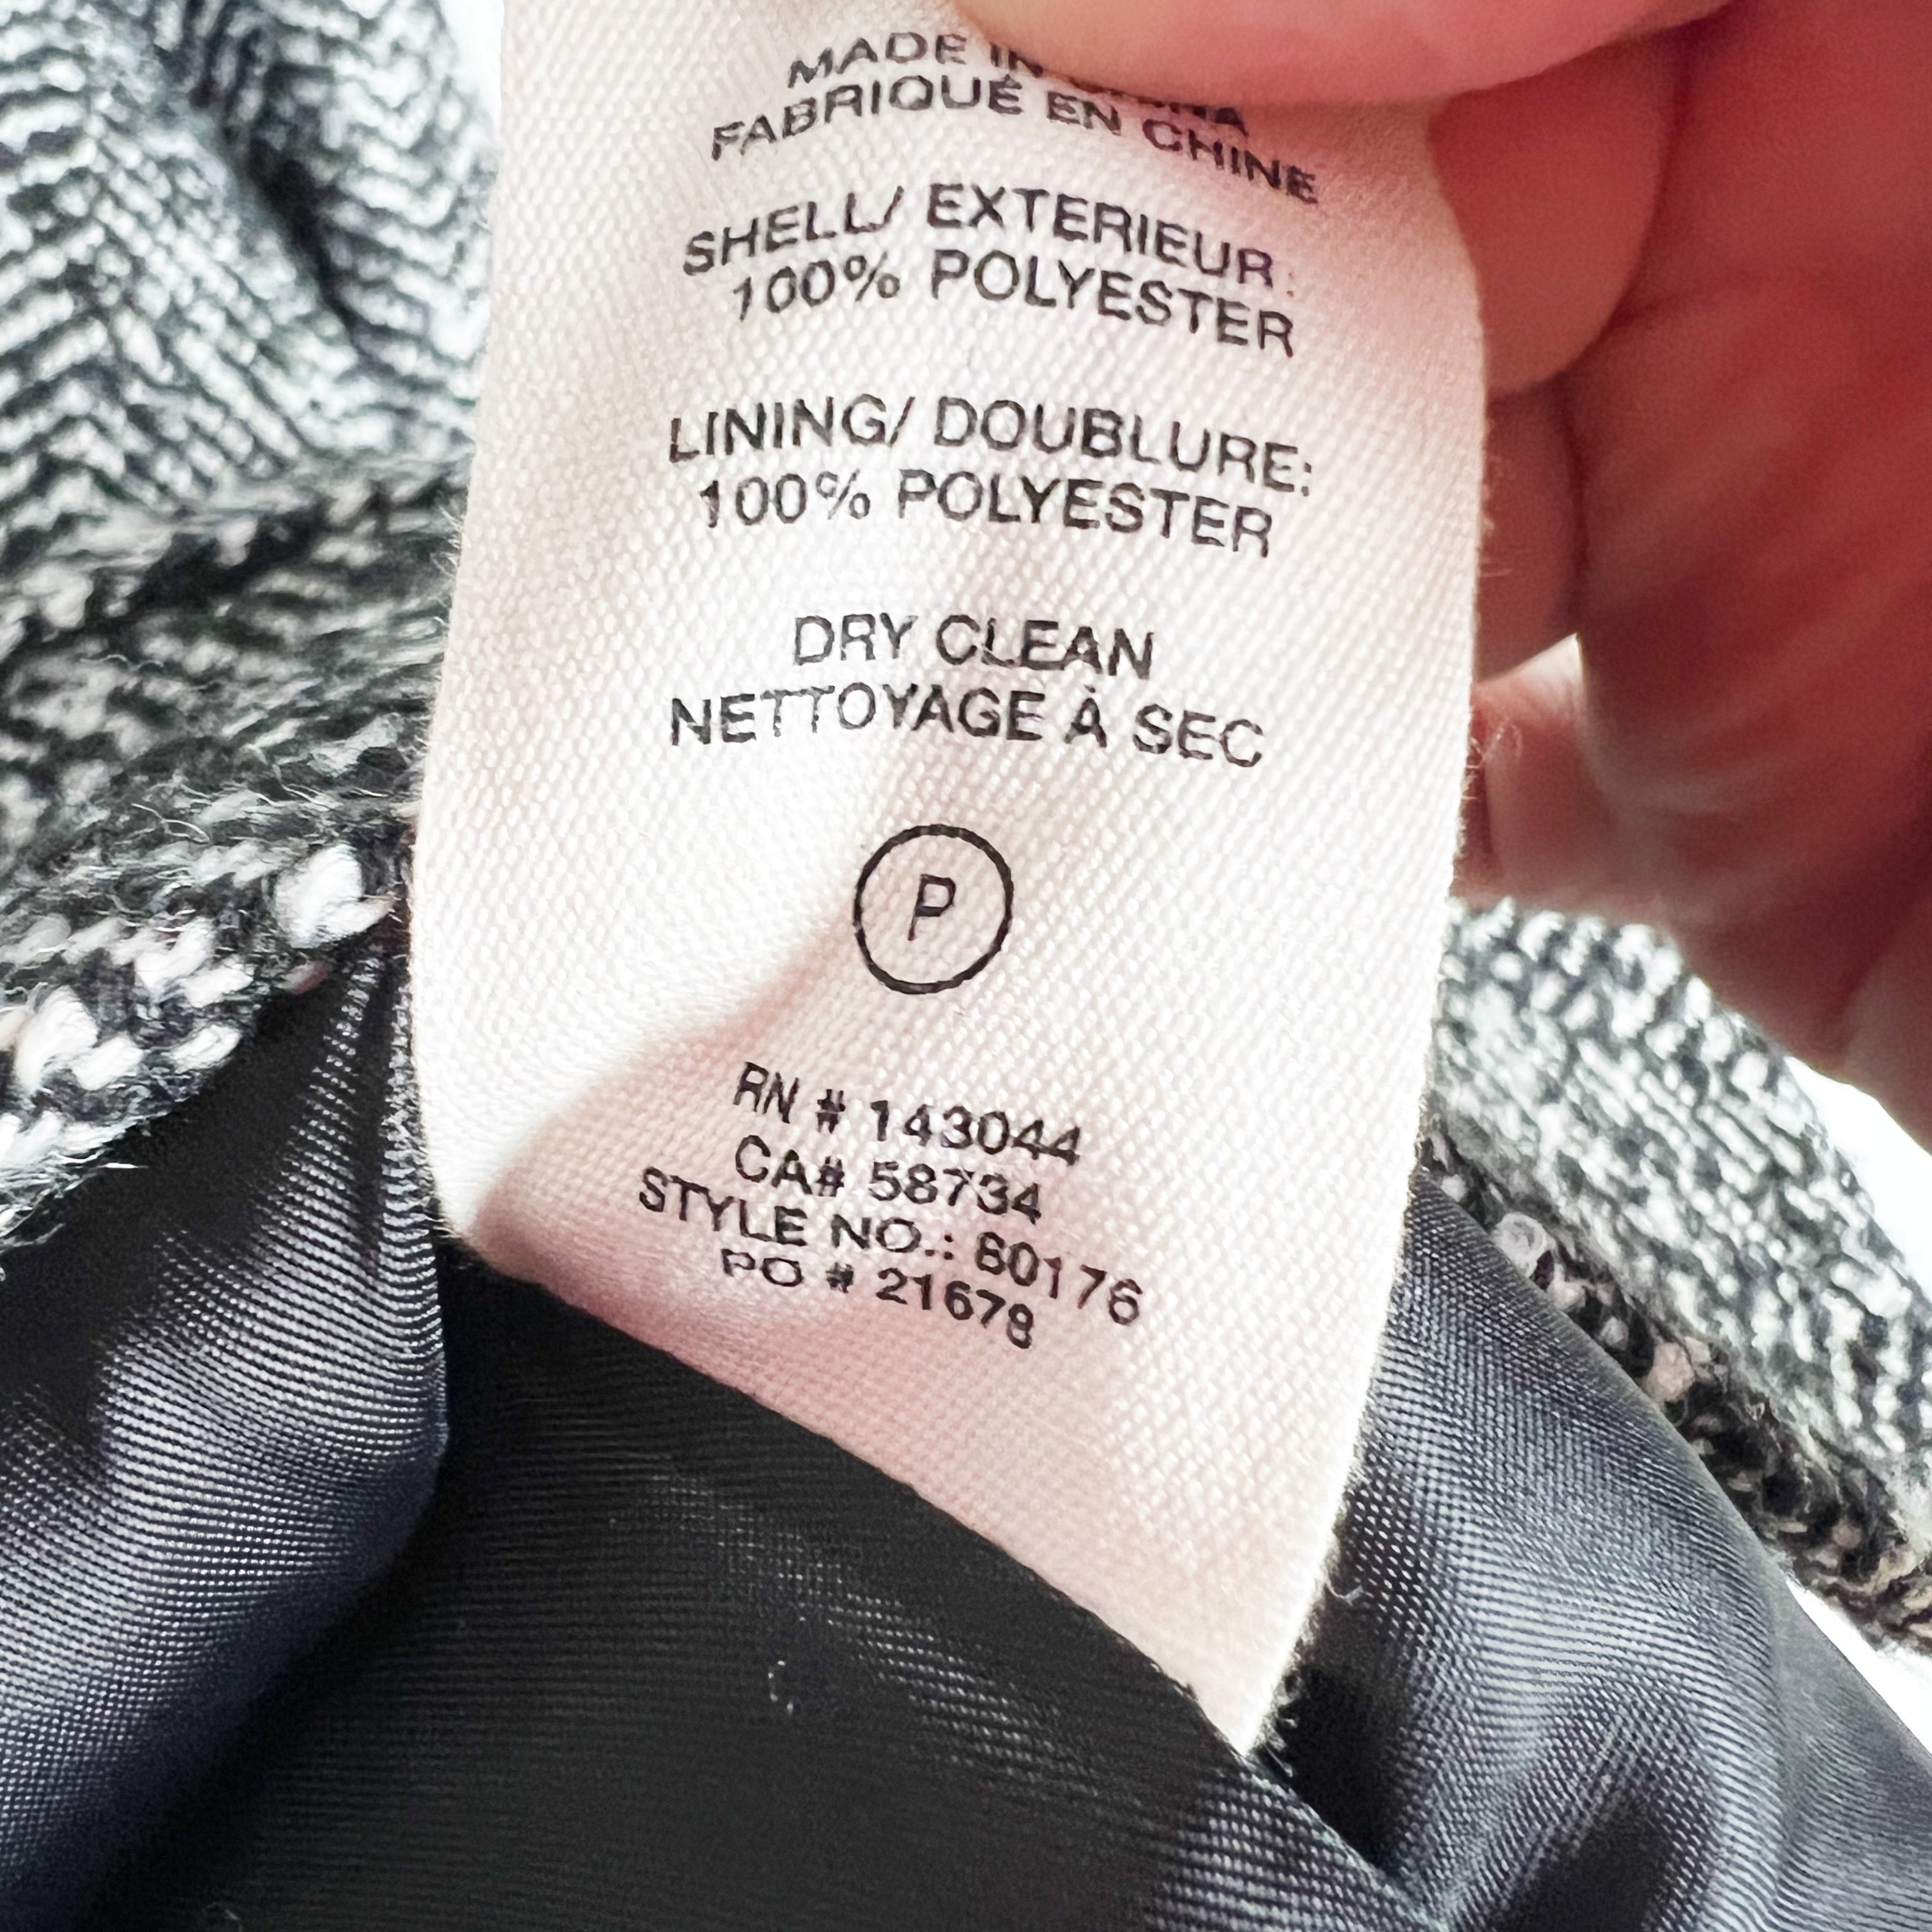 MADE IN CHINA
FABRIQUÉ EN CHINE
SHELL/ EXTERIEUR:
100% POLYESTER
LINING/ DOUBLURE:
100% POLYESTER
DRY CLEAN
NETTOYAGE À SEC
P
RN # 143044
CA# 58734
STYLE NO.: 60176
PO # 21678